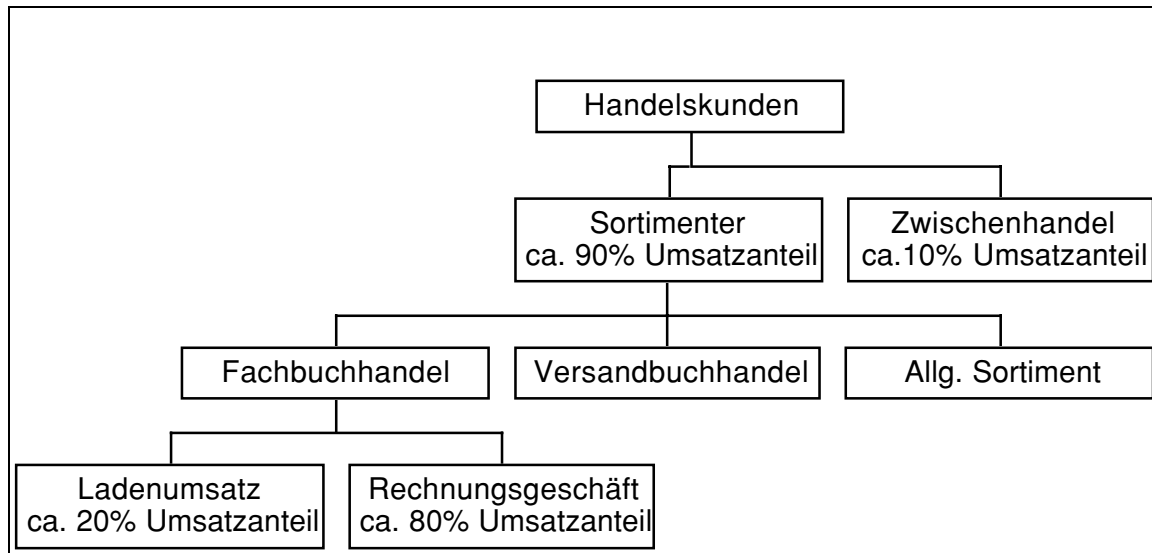 Handelskunden
Sortimenter
ca. 90% Umsatzanteil
Zwischenhandel
ca.10% Umsatzanteil
Fachbuchhandel
Versandbuchhandel
Allg. Sortiment
Ladenumsatz
ca. 20% Umsatzanteil
Rechnungsgeschäft
ca. 80% Umsatzanteil